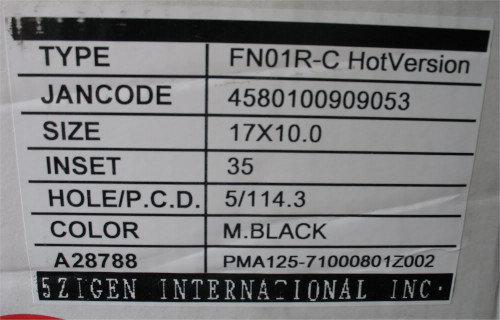 TYPE FN01R-C HotVersion
JANCODE 4580100909053
SIZE 17X10.0
INSET 35
HOLE/P.C.D. 5/114.3
COLOR M.BLACK
A28788 PMA125-71000801Z002
5ZIGEN INTERNATIONAL INC.